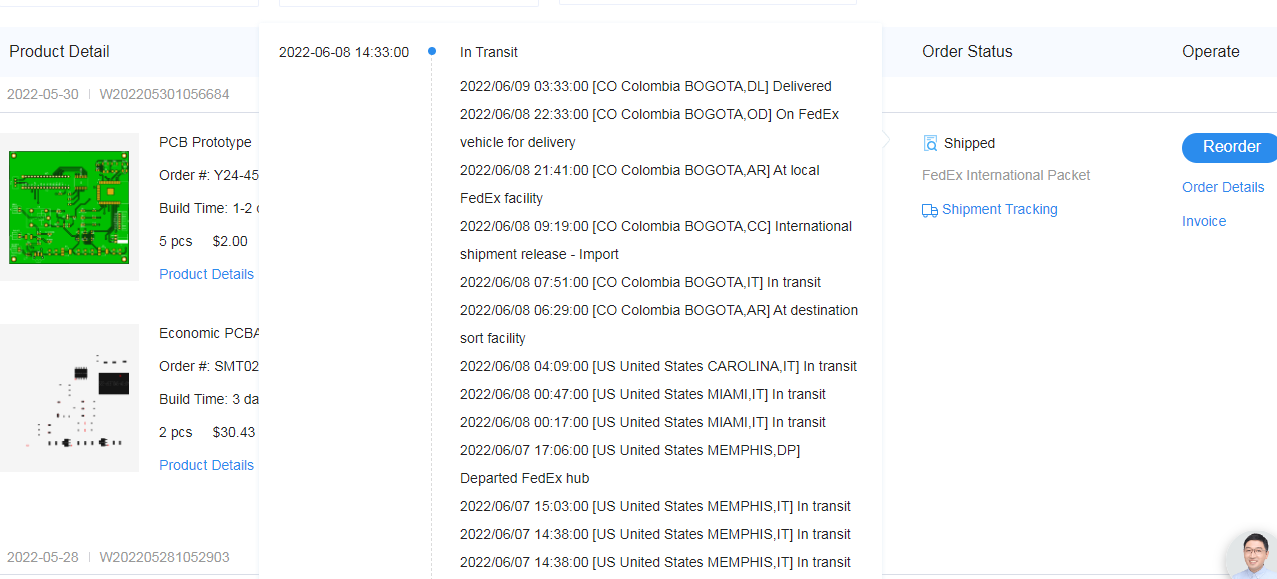 Product Detail
Order Status
Operate
2022-05-30 | W202205301056684
PCB Prototype
Order #: Y24-45
Build Time: 1-2
5 pcs $2.00
Product Details
Economic PCBA
Order #: SMT02
Build Time: 3 da
2 pcs $30.43
Product Details
2022-05-28 | W202205281052903
2022-06-08 14:33:00
In Transit
2022/06/09 03:33:00 [CO Colombia BOGOTA,DL] Delivered
2022/06/08 22:33:00 [CO Colombia BOGOTA,OD] On FedEx
vehicle for delivery
2022/06/08 21:41:00 [CO Colombia BOGOTA,AR] At local
FedEx facility
2022/06/08 09:19:00 [CO Colombia BOGOTA,CC] International
shipment release - Import
2022/06/08 07:51:00 [CO Colombia BOGOTA,IT] In transit
2022/06/08 06:29:00 [CO Colombia BOGOTA,AR] At destination
sort facility
2022/06/08 04:09:00 [US United States CAROLINA,IT] In transit
2022/06/08 00:47:00 [US United States MIAMI,IT] In transit
2022/06/08 00:17:00 [US United States MIAMI,IT] In transit
2022/06/07 17:06:00 [US United States MEMPHIS,DP]
Departed FedEx hub
2022/06/07 15:03:00 [US United States MEMPHIS,IT] In transit
2022/06/07 14:38:00 [US United States MEMPHIS,IT] In transit
2022/06/07 14:38:00 [US United States MEMPHIS,IT] In transit
Shipped
FedEx International Packet
Shipment Tracking
Reorder
Order Details
Invoice